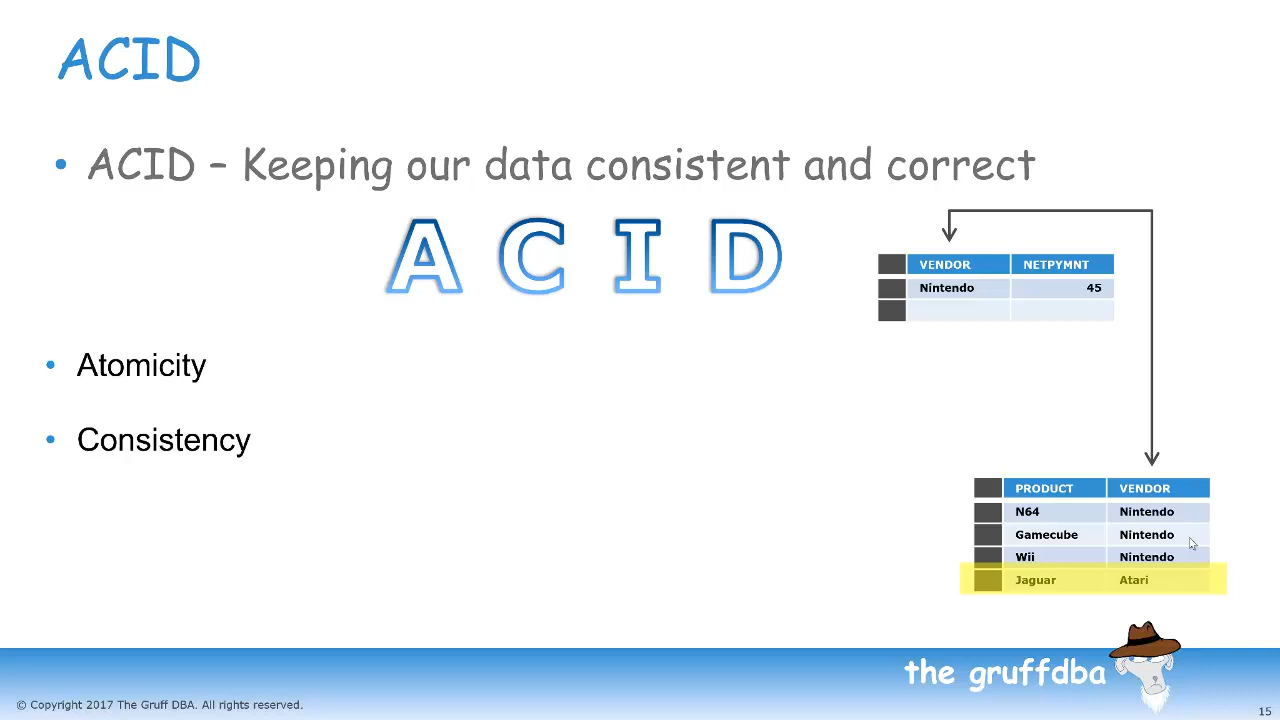 ACID
• ACID – Keeping our data consistent and correct
A C I D
VENDOR NETPYMNT
Nintendo 45
• Atomicity
• Consistency
PRODUCT VENDOR
N64 Nintendo
Gamecube Nintendo
Wii Nintendo
Jaguar Atari
the gruffdba
© Copyright 2017 The Gruff DBA. All rights reserved.
15